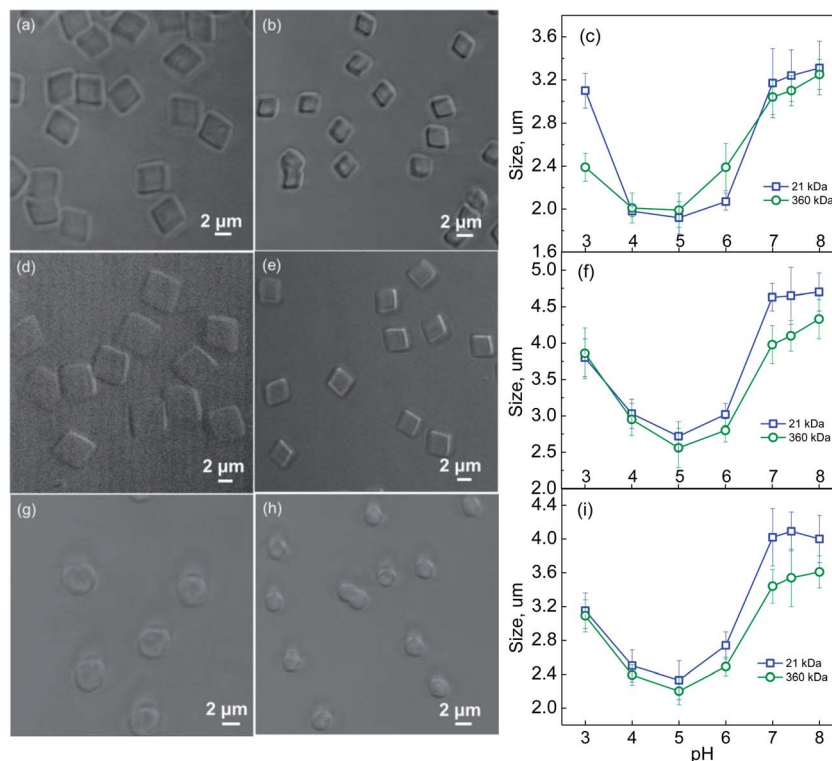 (a)
2 µm
(b)
2 µm
(c)
Size, um
3.6
3.2
2.8
2.4
2.0
1.6
3 4 5 6 7 8
21 kDa
360 kDa
(d)
2 µm
(e)
2 µm
(f)
Size, um
5.0
4.5
4.0
3.5
3.0
2.5
2.0
3 4 5 6 7 8
21 kDa
360 kDa
(g)
2 µm
(h)
2 µm
(i)
Size, um
4.0
3.6
3.2
2.8
2.4
2.0
3 4 5 6 7 8
21 kDa
360 kDa
pH